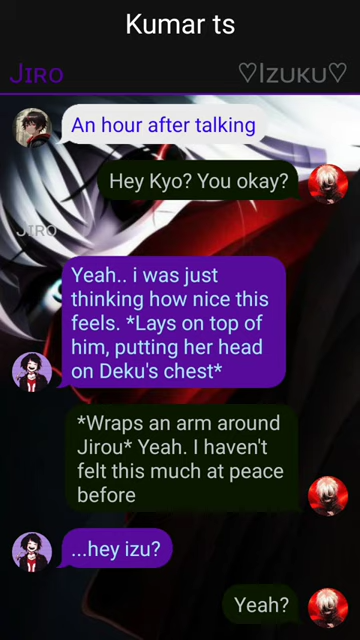 Kumar ts
JIRO
♡IZUKU♡
An hour after talking
Hey Kyo? You okay?
JIRO
Yeah.. i was just
thinking how nice this
feels. *Lays on top of
him, putting her head
on Deku's chest*
*Wraps an arm around
Jirou* Yeah. I haven't
felt this much at peace
before
...hey izu?
Yeah?